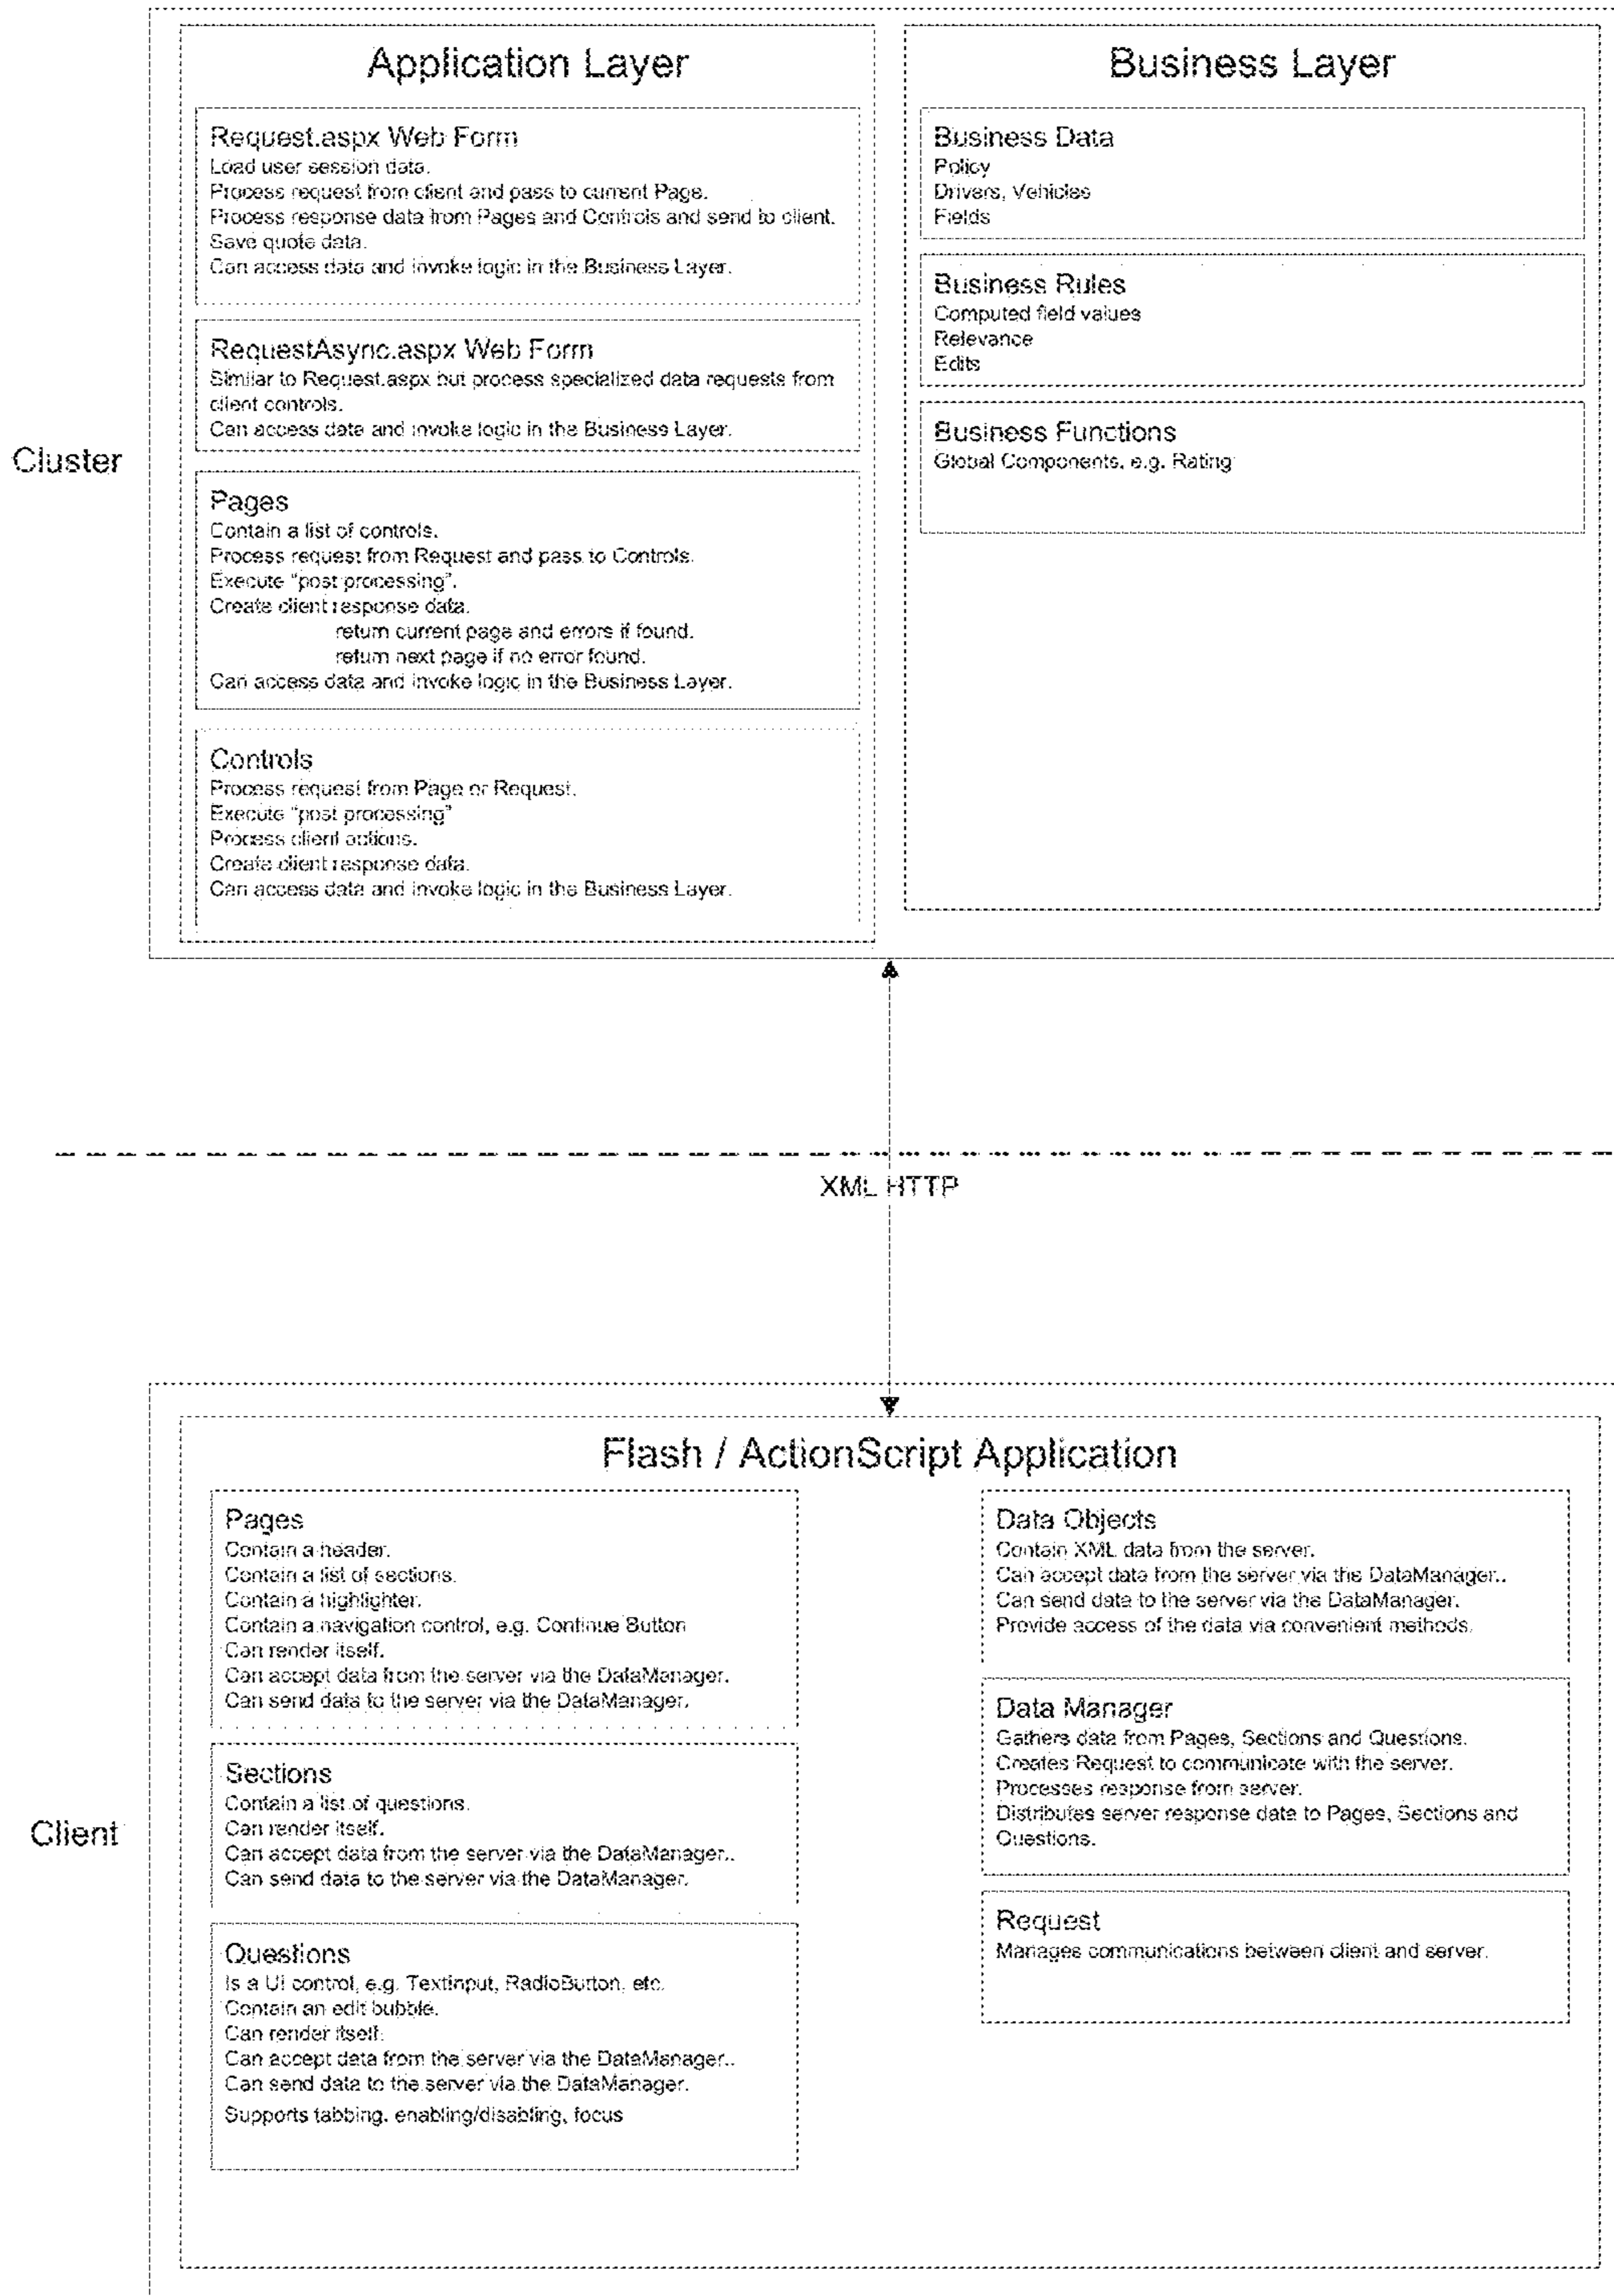 Application Layer
Request.aspx Web Form
Load user session data.
Process request from client and pass to current Page.
Process response data from Pages and Controls and send to client.
Save quote data.
Can access data and invoke logic in the Business Layer.
RequestAsync.aspx Web Form
Similar to Request.aspx but process specialized data requests from
client controls.
Can access data and invoke logic in the Business Layer.
Pages
Contain a list of controls.
Process request from Request and pass to Controls.
Execute "post processing".
Create client response data.
return current page and errors if found.
return next page if no error found.
Can access data and invoke logic in the Business Layer.
Controls
Process request from Page or Request.
Execute "post processing"
Process client actions.
Create client response data.
Can access data and invoke logic in the Business Layer.
Business Layer
Business Data
Policy
Drivers, Vehicles
Fields
Business Rules
Computed field values
Relevance
Edits
Business Functions
Global Components, e.g. Rating
Cluster
XML HTTP
Flash / ActionScript Application
Pages
Contain a header.
Contain a list of sections.
Contain a highlighter.
Contain a navigation control, e.g. Continue Button
Can render itself.
Can accept data from the server via the DataManager.
Can send data to the server via the DataManager.
Sections
Contain a list of questions.
Can render itself.
Can accept data from the server via the DataManager..
Can send data to the server via the DataManager.
Questions
Is a UI control, e.g. TextInput, RadioButton, etc.
Contain an edit bubble.
Can render itself.
Can accept data from the server via the DataManager..
Can send data to the server via the DataManager.
Supports tabbing, enabling/disabling, focus
Data Objects
Contain XML data from the server.
Can accept data from the server via the DataManager..
Can send data to the server via the DataManager.
Provide access of the data via convenient methods.
Data Manager
Gathers data from Pages, Sections and Questions.
Creates Request to communicate with the server.
Processes response from server.
Distributes server response data to Pages, Sections and
Questions.
Request
Manages communications between client and server.
Client